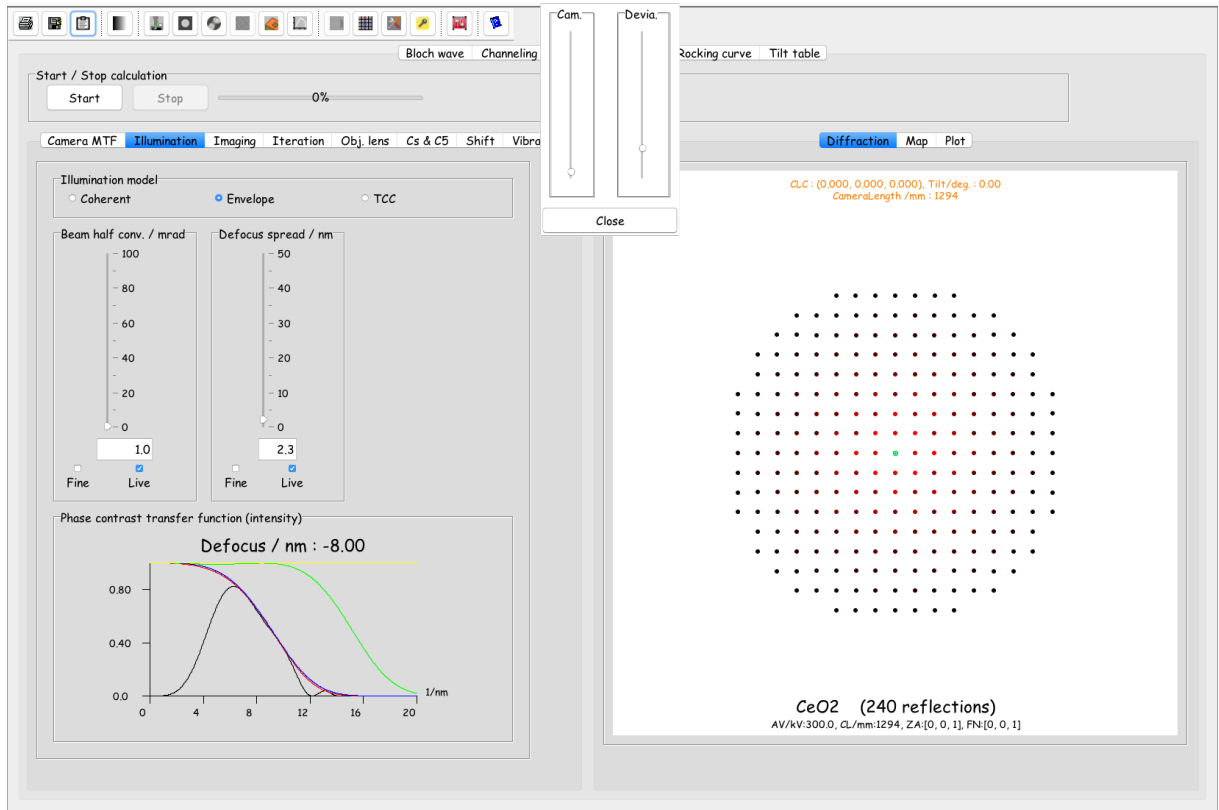 Cam. Devia.
Close
Bloch wave Channeling Rocking curve Tilt table
Start / Stop calculation
Start Stop 0%
Camera MTF Illumination Imaging Iteration Obj. lens Cs & C5 Shift
Illumination model
Coherent Envelope TCC
Beam half conv. / mrad
100
80
60
40
20
0
1.0
Fine Live
Defocus spread / nm
50
40
30
20
10
0
2.3
Fine Live
Phase contrast transfer function (intensity)
Defocus / nm : -8.00
0.80
0.40
0.0
0 4 8 12 16 20
1/nm
Diffraction Map Plot
CLC : (0.000, 0.000, 0.000), Tilt/deg. : 0.00
CameraLength /mm : 1294
CeO2 (240 reflections)
AV/kV:300.0, CL/mm:1294, ZA:[0, 0, 1], FN:[0, 0, 1]